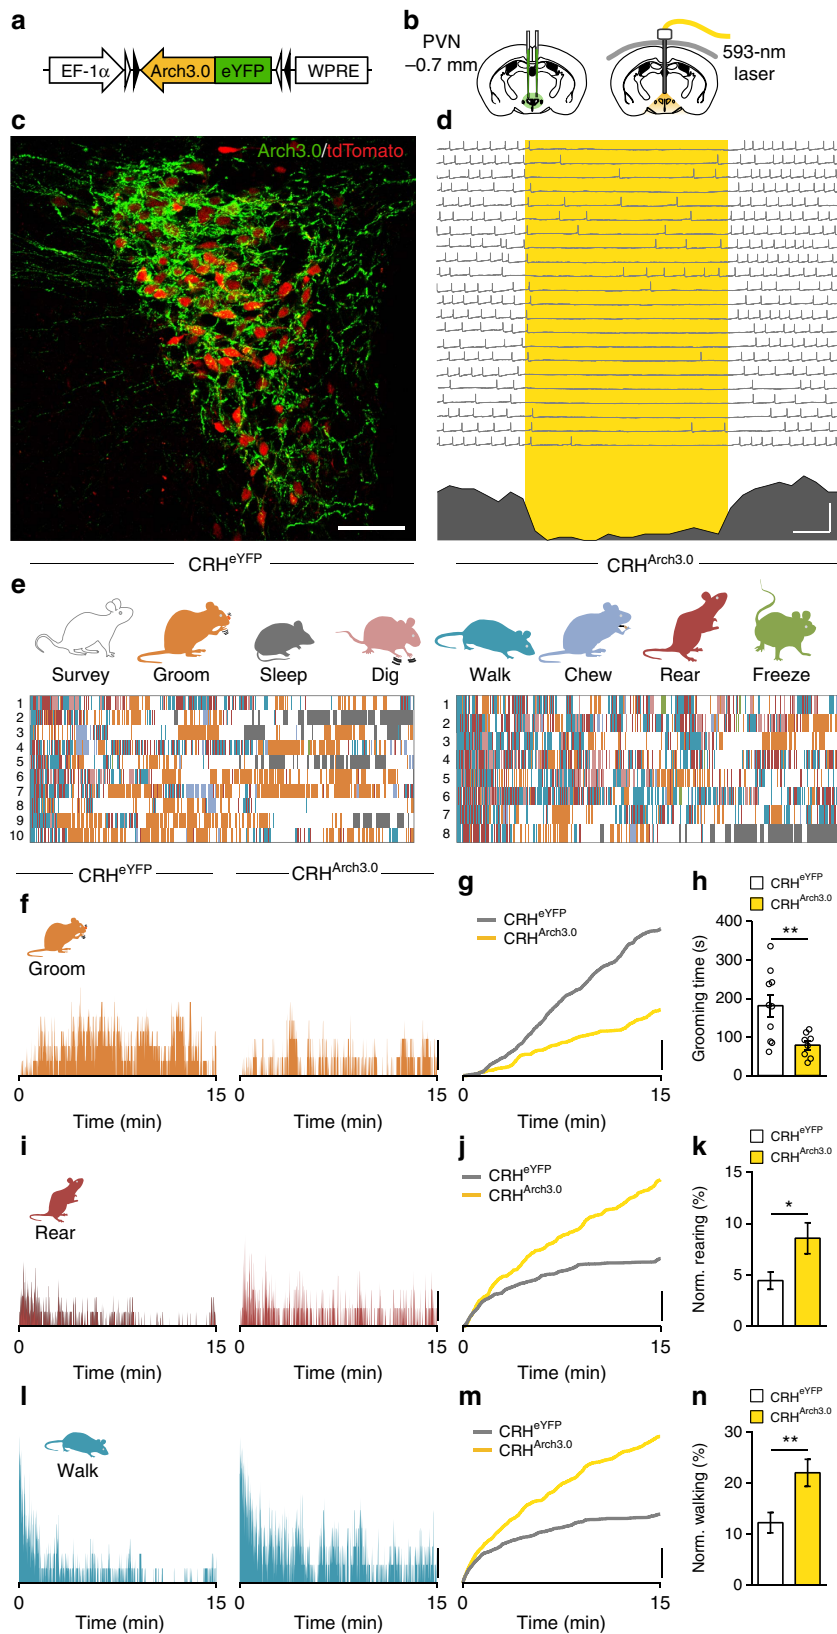 a
EF-1α
Arch3.0
eYFP
WPRE
b
PVN
–0.7 mm
593-nm
laser
c
Arch3.0/tdTomato
d
CRHeYFP
CRHArch3.0
e
Survey
Groom
Sleep
Dig
Walk
Chew
Rear
Freeze
1
2
3
4
5
6
7
8
9
10
1
2
3
4
5
6
7
8
CRHeYFP
CRHArch3.0
f
Groom
0
15
Time (min)
0
15
Time (min)
g
CRHeYFP
CRHArch3.0
0
15
Time (min)
h
CRHeYFP
CRHArch3.0
Grooming time (s)
400
300
200
100
0
**
i
Rear
0
15
Time (min)
0
15
Time (min)
j
CRHeYFP
CRHArch3.0
0
15
Time (min)
k
CRHeYFP
CRHArch3.0
Norm. rearing (%)
15
10
5
0
*
l
Walk
0
15
Time (min)
0
15
Time (min)
m
CRHeYFP
CRHArch3.0
0
15
Time (min)
n
CRHeYFP
CRHArch3.0
Norm. walking (%)
30
20
10
0
**